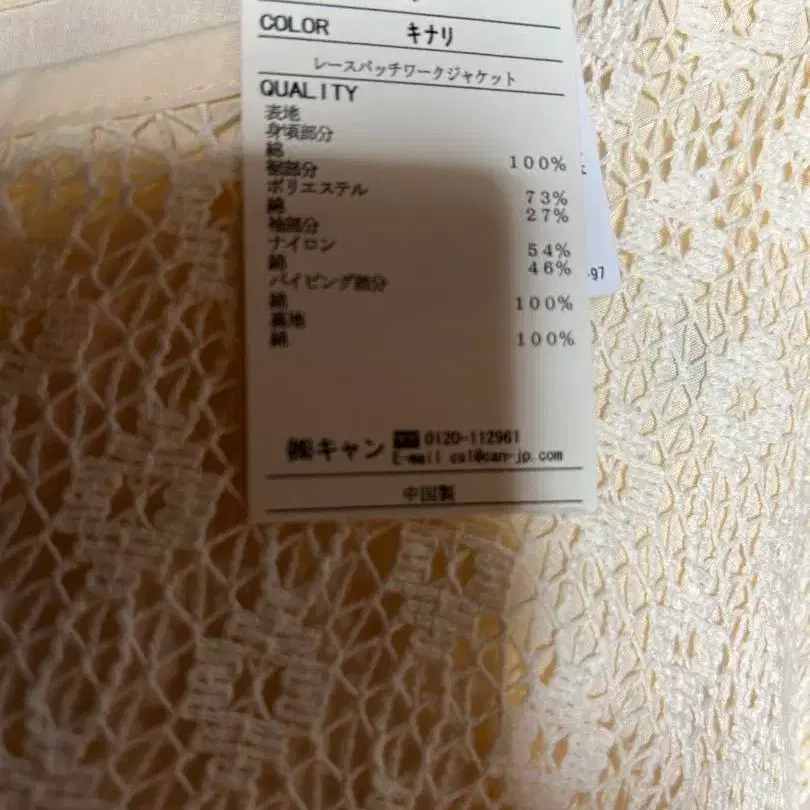 COLOR キナリ
レースパッチワークジャケット
QUALITY
表地
身頃部分
綿 100%
裾部分
ポリエステル 73%
綿 27%
袖部分
ナイロン 54%
綿 46%
パイピング部分
綿 100%
裏地
綿 100%
㈱キャン 0120-112961
E-mail cs1@can-jp.com
中国製
-97